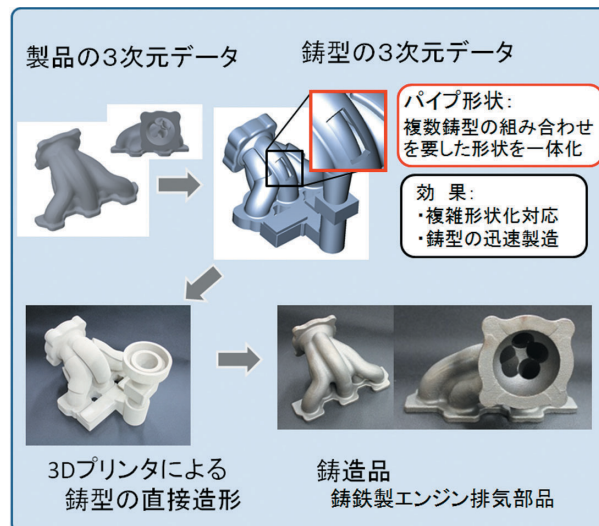 製品の３次元データ
鋳型の３次元データ
パイプ形状：
複数鋳型の組み合わせ
を要した形状を一体化
効　果：
・複雑形状化対応
・鋳型の迅速製造
3Dプリンタによる
鋳型の直接造形
鋳造品
鋳鉄製エンジン排気部品